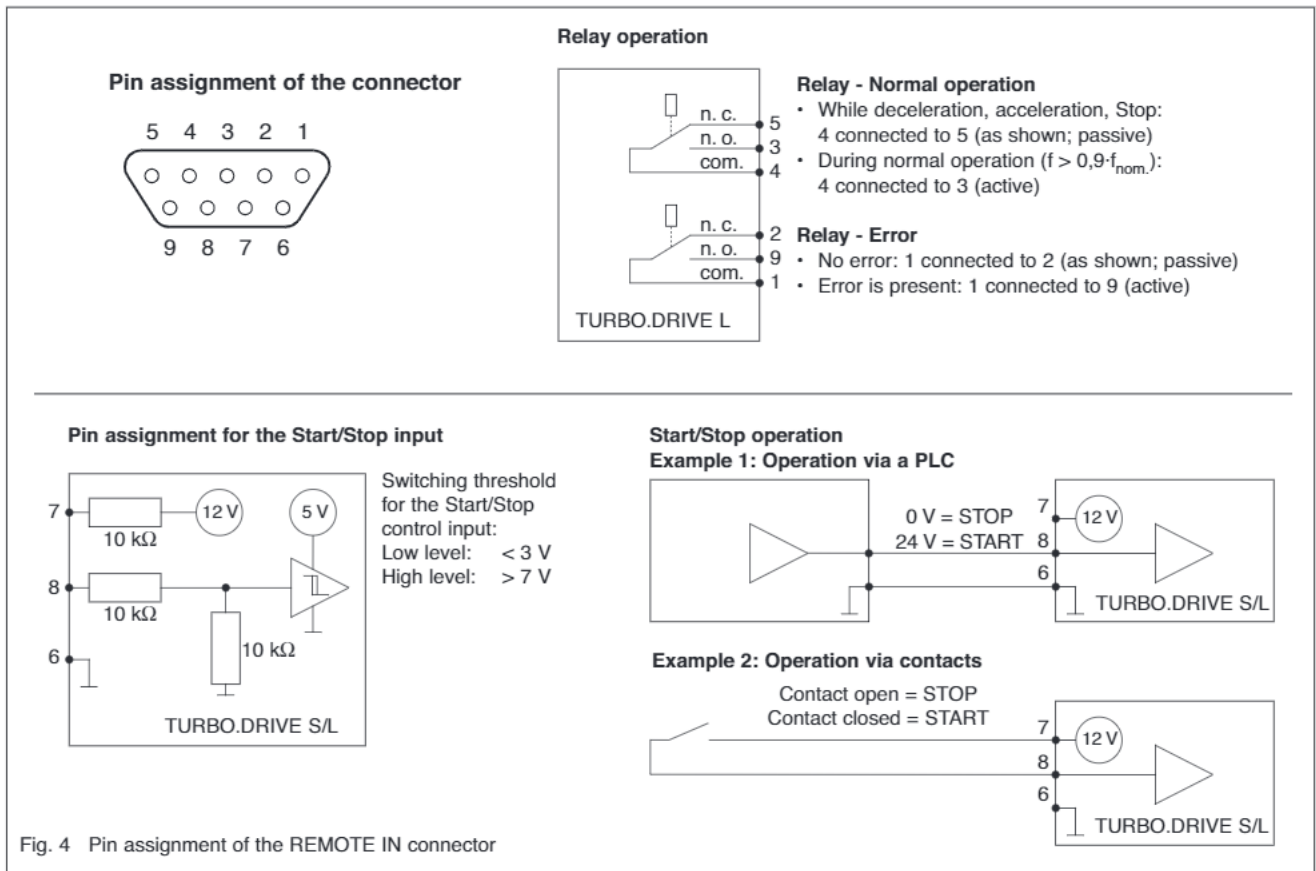 Relay operation
Pin assignment of the connector
5 4 3 2 1
9 8 7 6
n. c.
n. o.
com.
5
3
4
n. c.
n. o.
com.
2
9
1
TURBO.DRIVE L
Relay - Normal operation
• While deceleration, acceleration, Stop:
4 connected to 5 (as shown; passive)
• During normal operation (f > 0,9·fnom.):
4 connected to 3 (active)
Relay - Error
• No error: 1 connected to 2 (as shown; passive)
• Error is present: 1 connected to 9 (active)
Pin assignment for the Start/Stop input
7
10 kΩ
12 V
5 V
8
10 kΩ
10 kΩ
6
TURBO.DRIVE S/L
Switching threshold
for the Start/Stop
control input:
Low level: < 3 V
High level: > 7 V
Start/Stop operation
Example 1: Operation via a PLC
0 V = STOP
24 V = START
7
12 V
8
6
TURBO.DRIVE S/L
Example 2: Operation via contacts
Contact open = STOP
Contact closed = START
7
12 V
8
6
TURBO.DRIVE S/L
Fig. 4 Pin assignment of the REMOTE IN connector